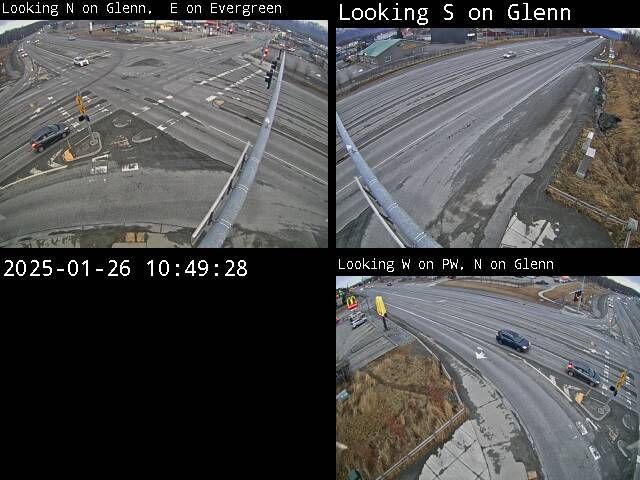 Looking N on Glenn,  E on Evergreen
Looking S on Glenn
2025-01-26 10:49:28
Looking W on PW, N on Glenn